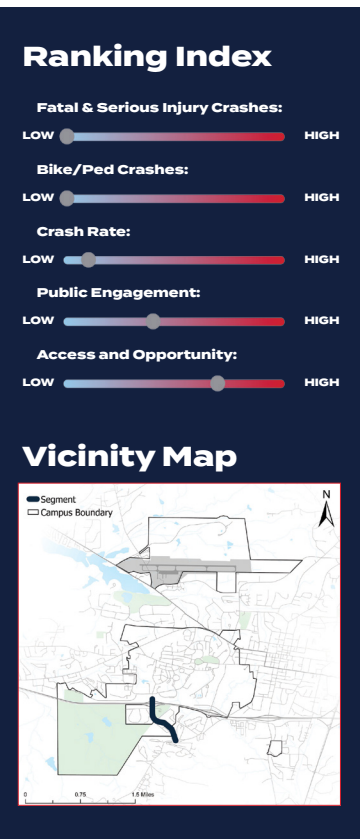 Ranking Index
Fatal & Serious Injury Crashes:
LOW HIGH
Bike/Ped Crashes:
LOW HIGH
Crash Rate:
LOW HIGH
Public Engagement:
LOW HIGH
Access and Opportunity:
LOW HIGH
Vicinity Map
Segment
Campus Boundary
N
0 0.75 1.5 Miles